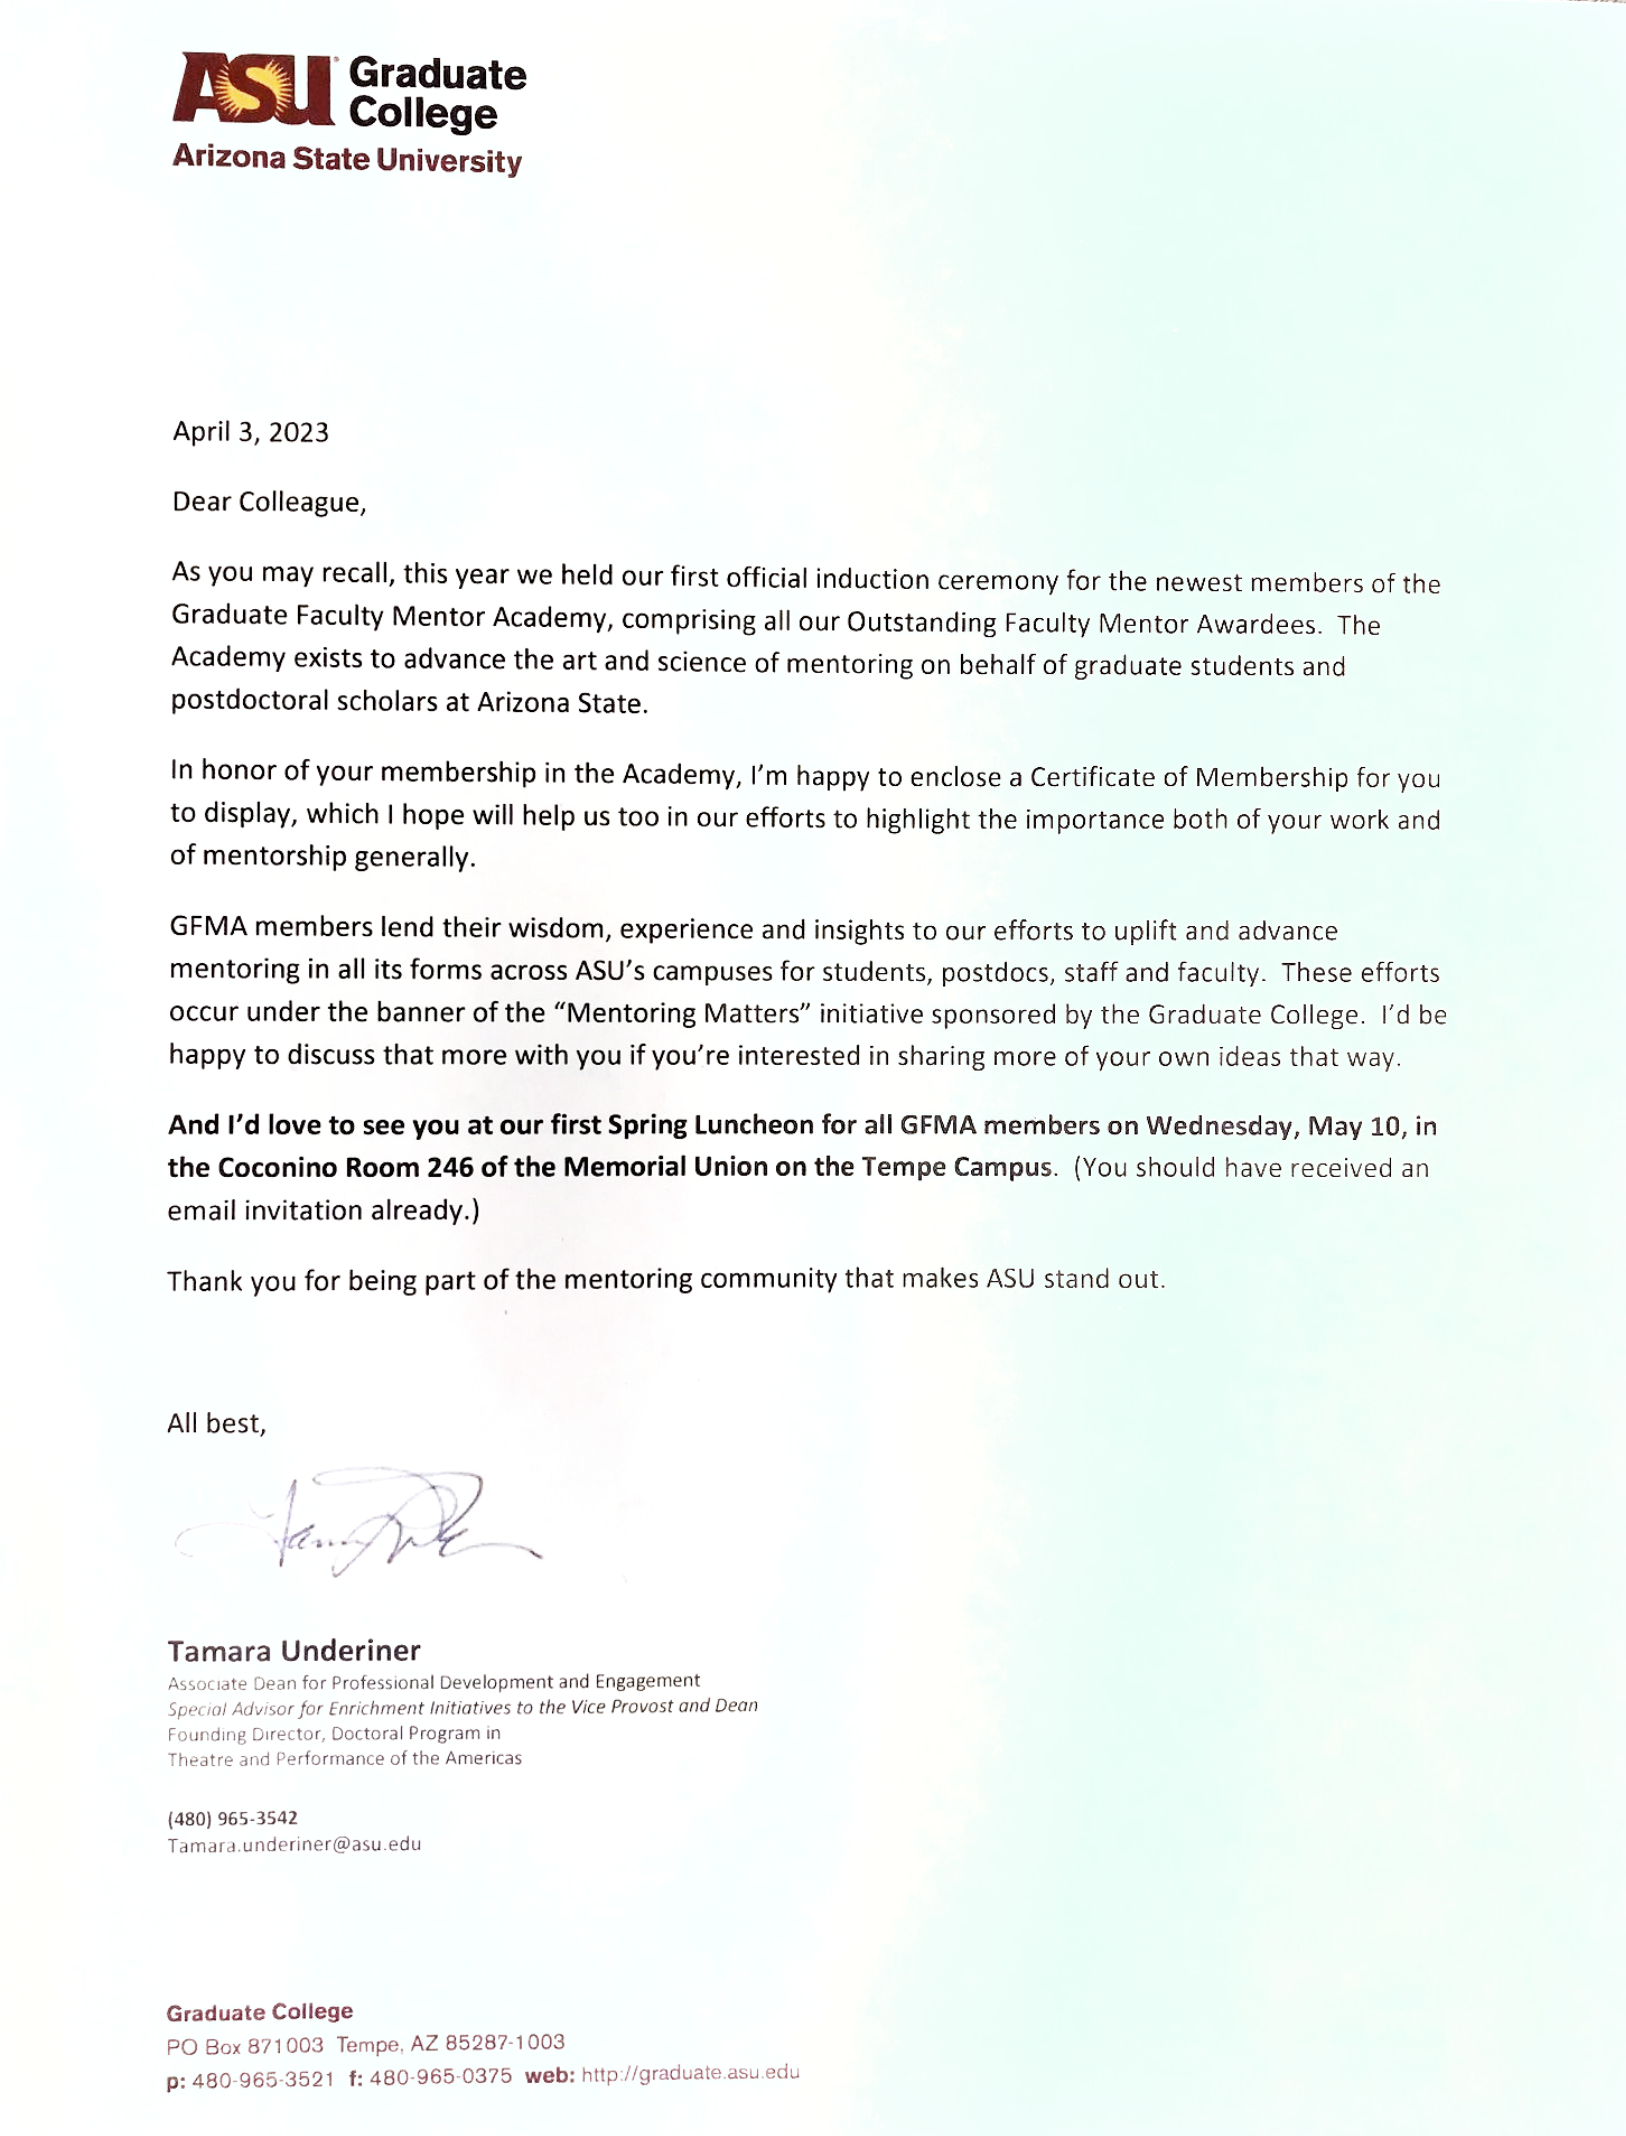 ASU Graduate
College
Arizona State University
April 3, 2023
Dear Colleague,
As you may recall, this year we held our first official induction ceremony for the newest members of the
Graduate Faculty Mentor Academy, comprising all our Outstanding Faculty Mentor Awardees.  The
Academy exists to advance the art and science of mentoring on behalf of graduate students and
postdoctoral scholars at Arizona State.
In honor of your membership in the Academy, I’m happy to enclose a Certificate of Membership for you
to display, which I hope will help us too in our efforts to highlight the importance both of your work and
of mentorship generally.
GFMA members lend their wisdom, experience and insights to our efforts to uplift and advance
mentoring in all its forms across ASU’s campuses for students, postdocs, staff and faculty.  These efforts
occur under the banner of the “Mentoring Matters” initiative sponsored by the Graduate College.  I’d be
happy to discuss that more with you if you’re interested in sharing more of your own ideas that way.
And I’d love to see you at our first Spring Luncheon for all GFMA members on Wednesday, May 10, in
the Coconino Room 246 of the Memorial Union on the Tempe Campus.  (You should have received an
email invitation already.)
Thank you for being part of the mentoring community that makes ASU stand out.
All best,
Tamara Underiner
Associate Dean for Professional Development and Engagement
Special Advisor for Enrichment Initiatives to the Vice Provost and Dean
Founding Director, Doctoral Program in
Theatre and Performance of the Americas
(480) 965-3542
Tamara.underiner@asu.edu
Graduate College
PO Box 871003  Tempe, AZ 85287-1003
p: 480-965-3521  f: 480-965-0375  web: http://graduate.asu.edu